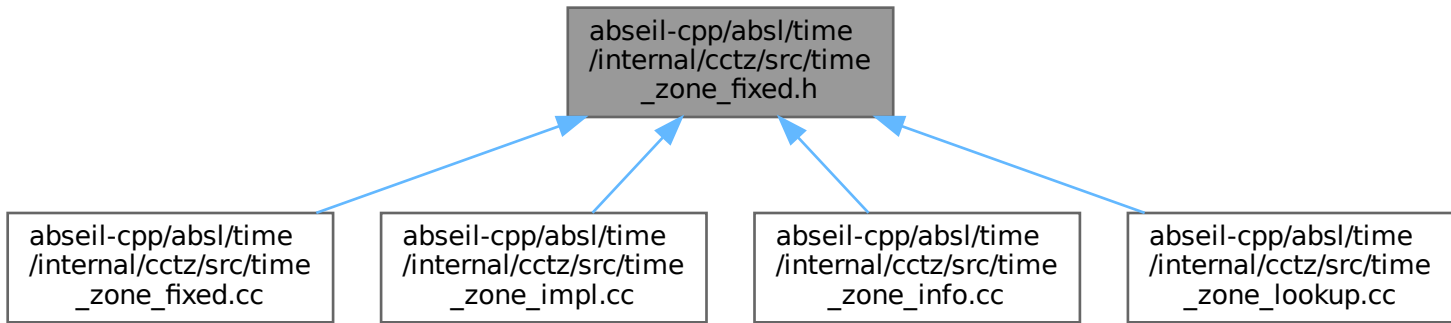 abseil-cpp/absl/time
/internal/cctz/src/time
_zone_fixed.h
abseil-cpp/absl/time
/internal/cctz/src/time
_zone_fixed.cc
abseil-cpp/absl/time
/internal/cctz/src/time
_zone_impl.cc
abseil-cpp/absl/time
/internal/cctz/src/time
_zone_info.cc
abseil-cpp/absl/time
/internal/cctz/src/time
_zone_lookup.cc